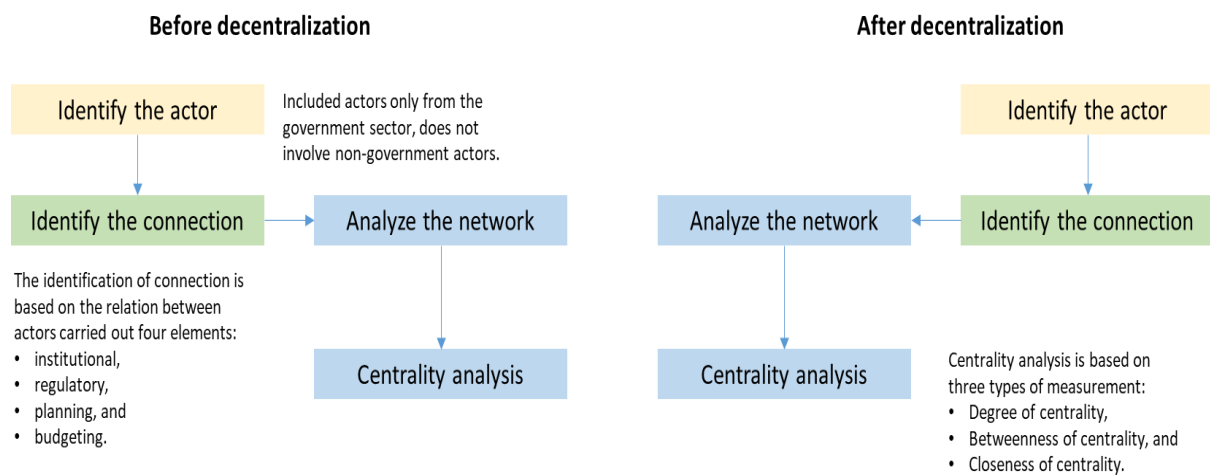 Before decentralization
Identify the actor
Included actors only from the
government sector, does not
involve non-government actors.
Identify the connection
Analyze the network
The identification of connection is
based on the relation between
actors carried out four elements:
• institutional,
• regulatory,
• planning, and
• budgeting.
Centrality analysis
After decentralization
Identify the actor
Analyze the network
Identify the connection
Centrality analysis
Centrality analysis is based on
three types of measurement:
• Degree of centrality,
• Betweenness of centrality, and
• Closeness of centrality.